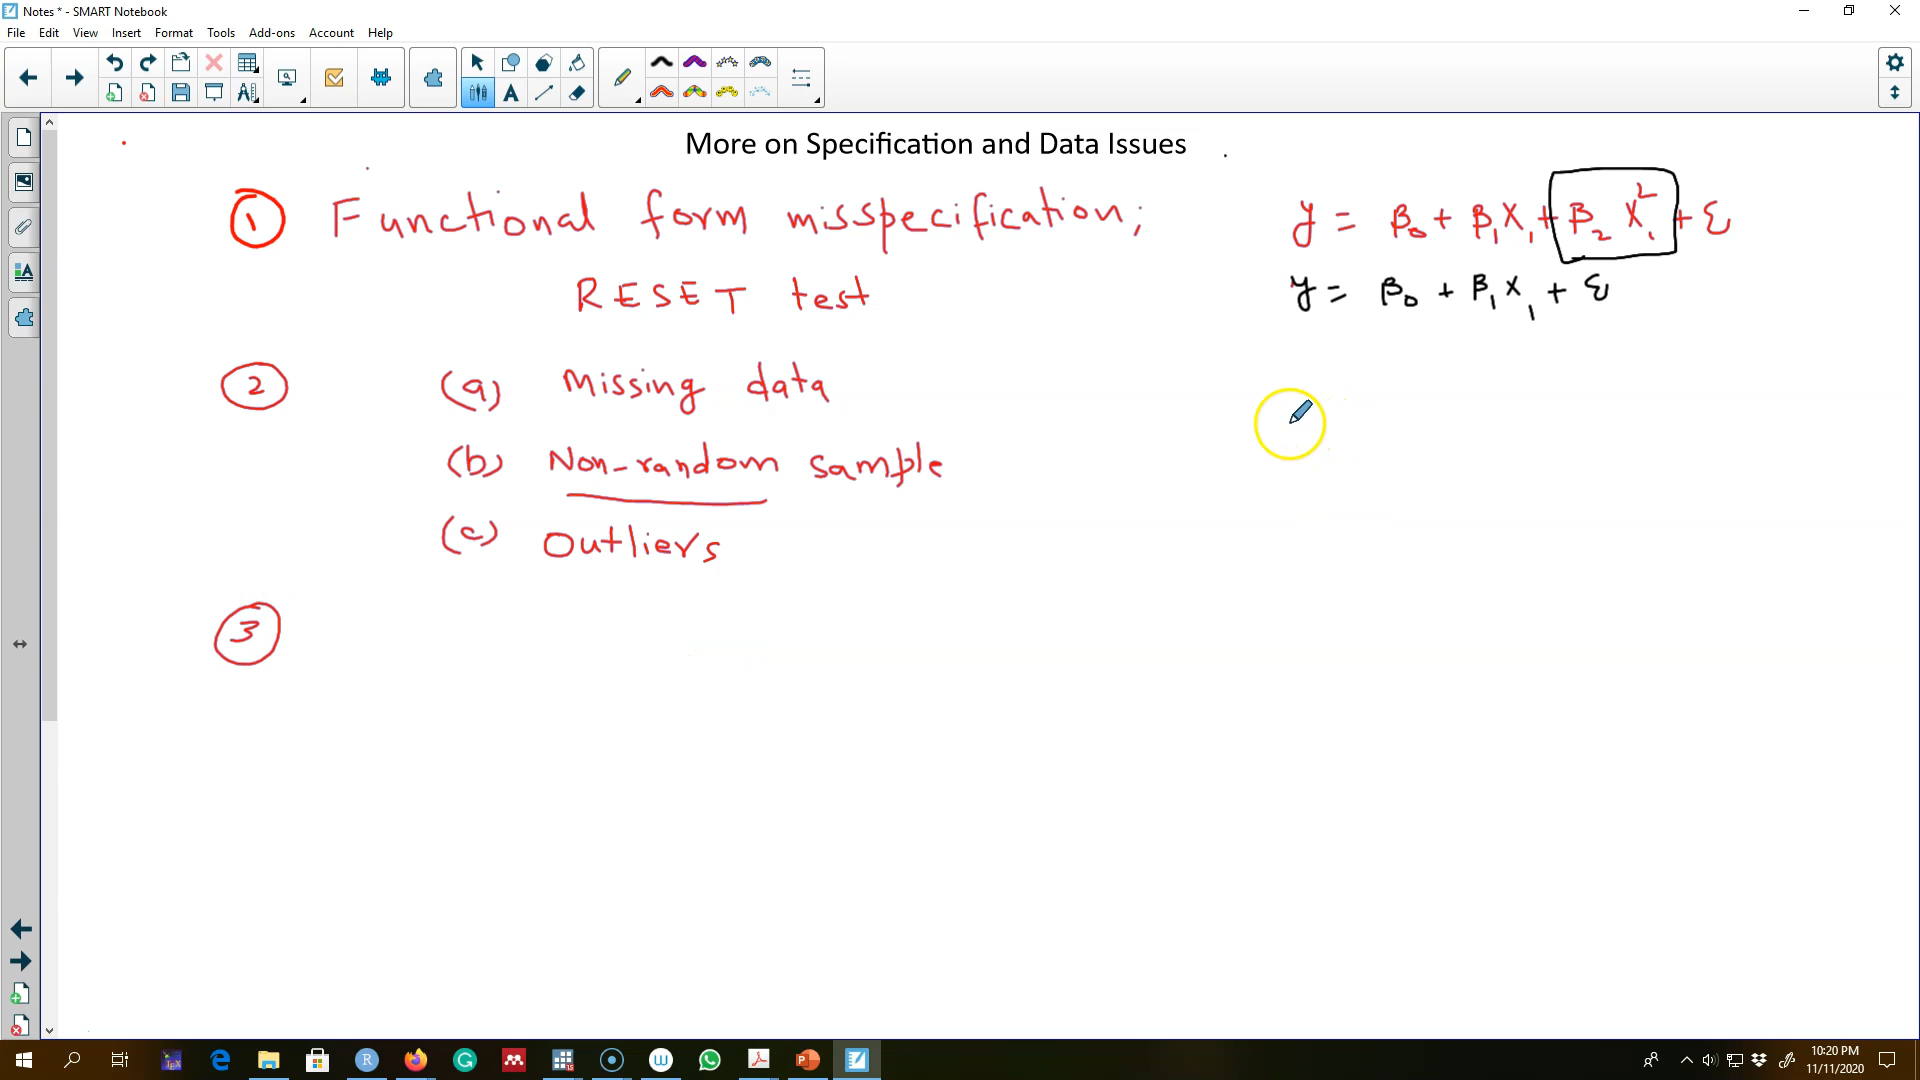 Notes * - SMART Notebook
File Edit View Insert Format Tools Add-ons Account Help
More on Specification and Data Issues
① Functional form misspecification;
RESET test
y = β₀ + β₁X₁ + β₂ X₁² + ε
y = β₀ + β₁X₁ + ε
② (a) Missing data
(b) Non-random sample
(c) Outliers
③
10:20 PM
11/11/2020